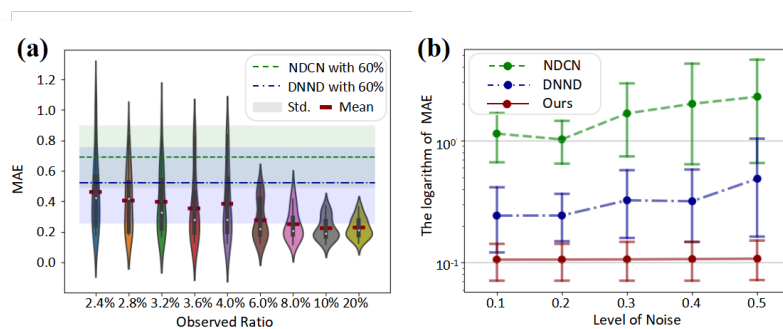 (a)
NDCN with 60%
DNND with 60%
Std.
Mean
MAE
1.2
1.0
0.8
0.6
0.4
0.2
0.0
2.4% 2.8% 3.2% 3.6% 4.0% 6.0% 8.0% 10% 20%
Observed Ratio
(b)
NDCN
DNND
Ours
The logarithm of MAE
10⁰
10⁻¹
0.1 0.2 0.3 0.4 0.5
Level of Noise